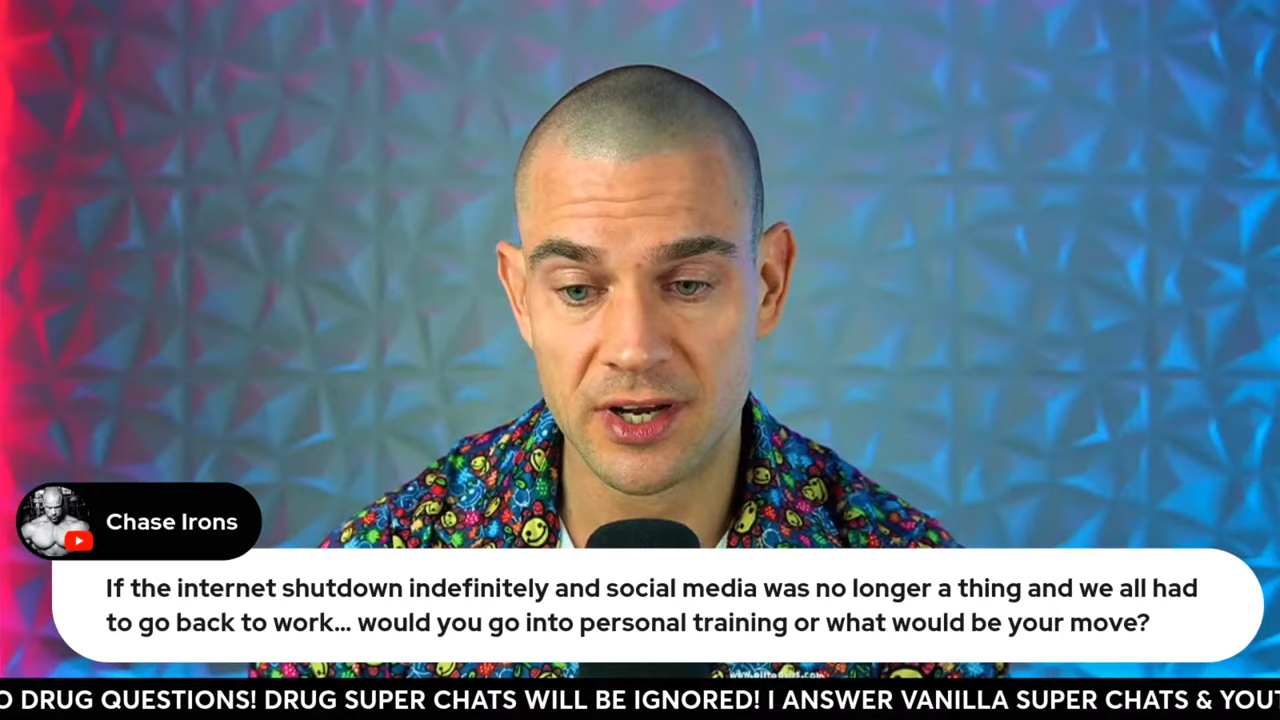 Chase Irons
If the internet shutdown indefinitely and social media was no longer a thing and we all had
to go back to work... would you go into personal training or what would be your move?
O DRUG QUESTIONS! DRUG SUPER CHATS WILL BE IGNORED! I ANSWER VANILLA SUPER CHATS & YOUT